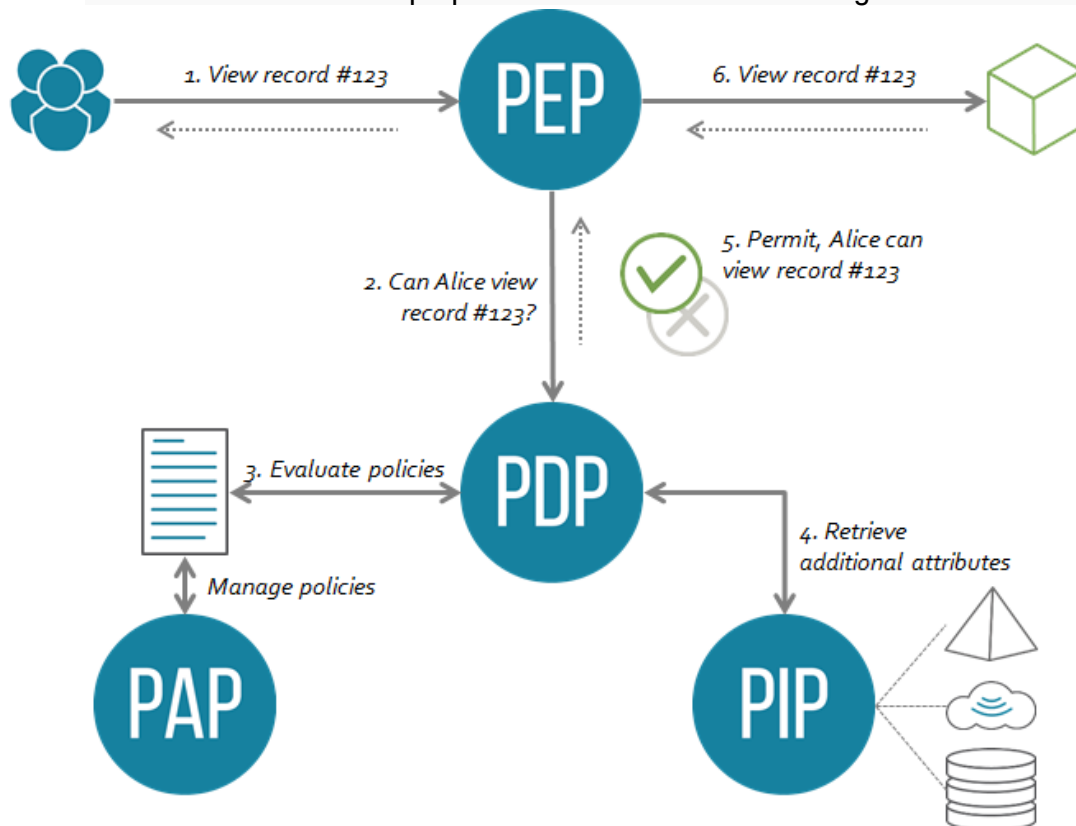 1. View record #123
PEP
6. View record #123
2. Can Alice view
record #123?
5. Permit, Alice can
view record #123
3. Evaluate policies
PDP
4. Retrieve
additional attributes
Manage policies
PAP
PIP